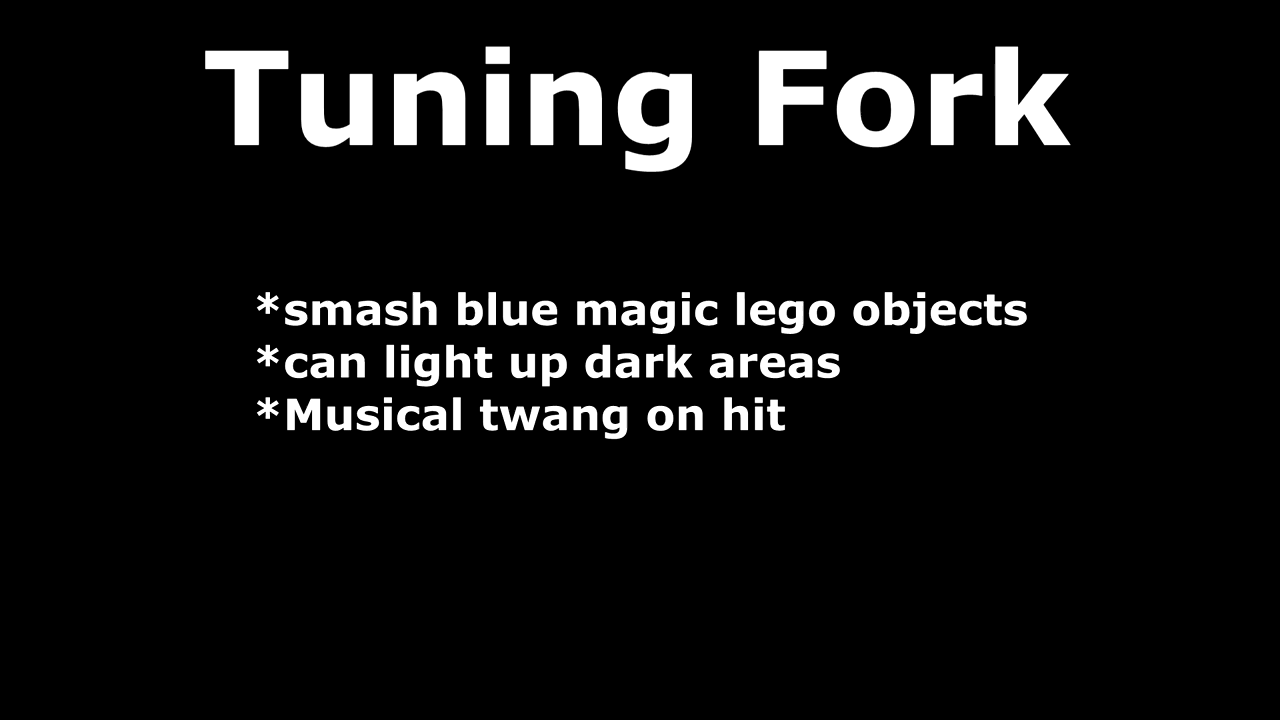 Tuning Fork
*smash blue magic lego objects
*can light up dark areas
*Musical twang on hit